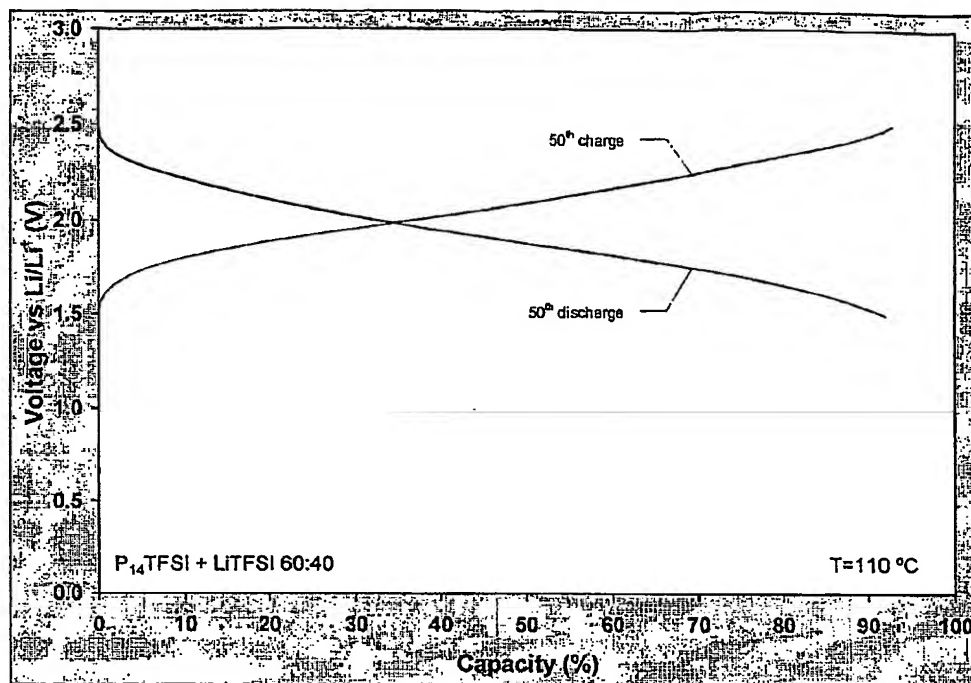 3.0
2.5
2.0
1.5
1.0
0.5
0.0
Voltage vs Li/Li⁺ (V)
50th charge
50th discharge
P₁₄TFSI + LiTFSI 60:40
T=110 ºC
0 10 20 30 40 50 60 70 80 90 100
Capacity (%)